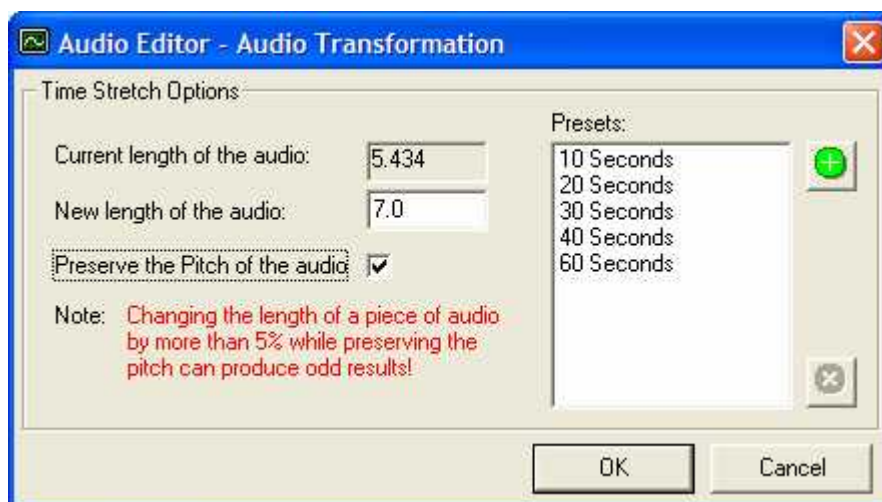 Audio Editor - Audio Transformation
Time Stretch Options
Current length of the audio: 5.434
New length of the audio: 7.0
Preserve the Pitch of the audio
Note: Changing the length of a piece of audio
by more than 5% while preserving the
pitch can produce odd results!
Presets:
10 Seconds
20 Seconds
30 Seconds
40 Seconds
60 Seconds
OK Cancel